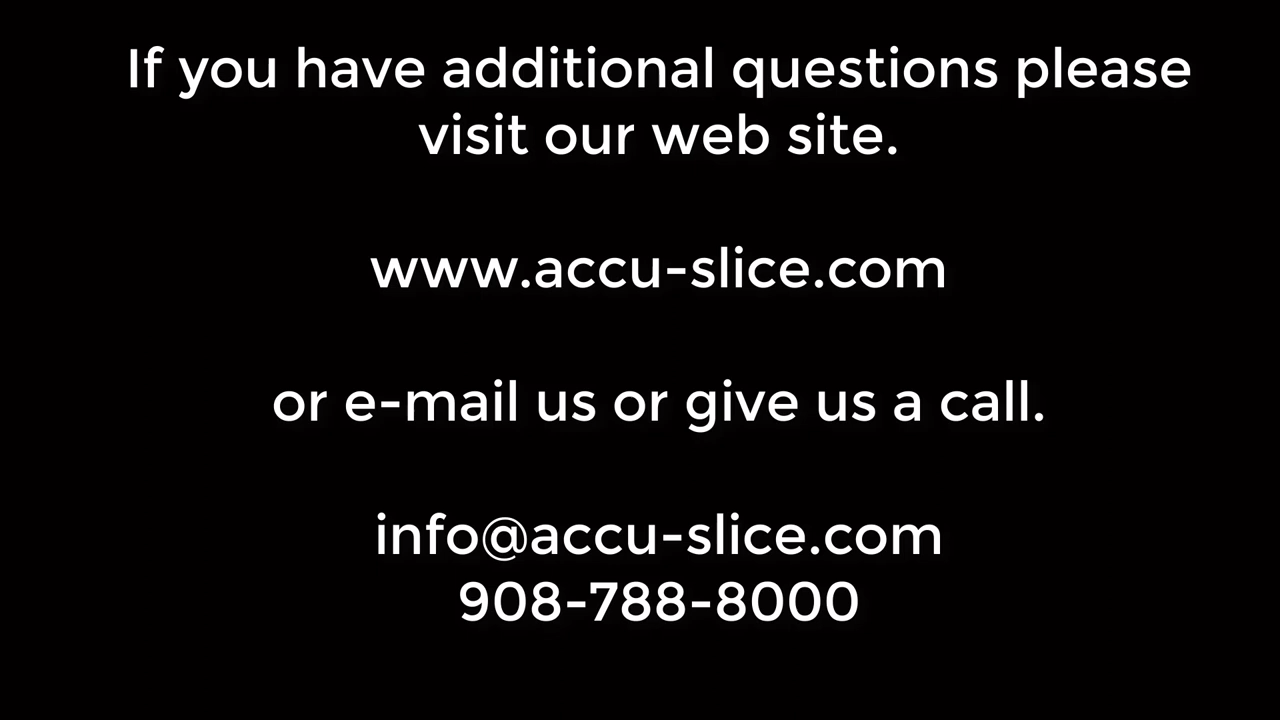 If you have additional questions please
visit our web site.
www.accu-slice.com
or e-mail us or give us a call.
info@accu-slice.com
908-788-8000